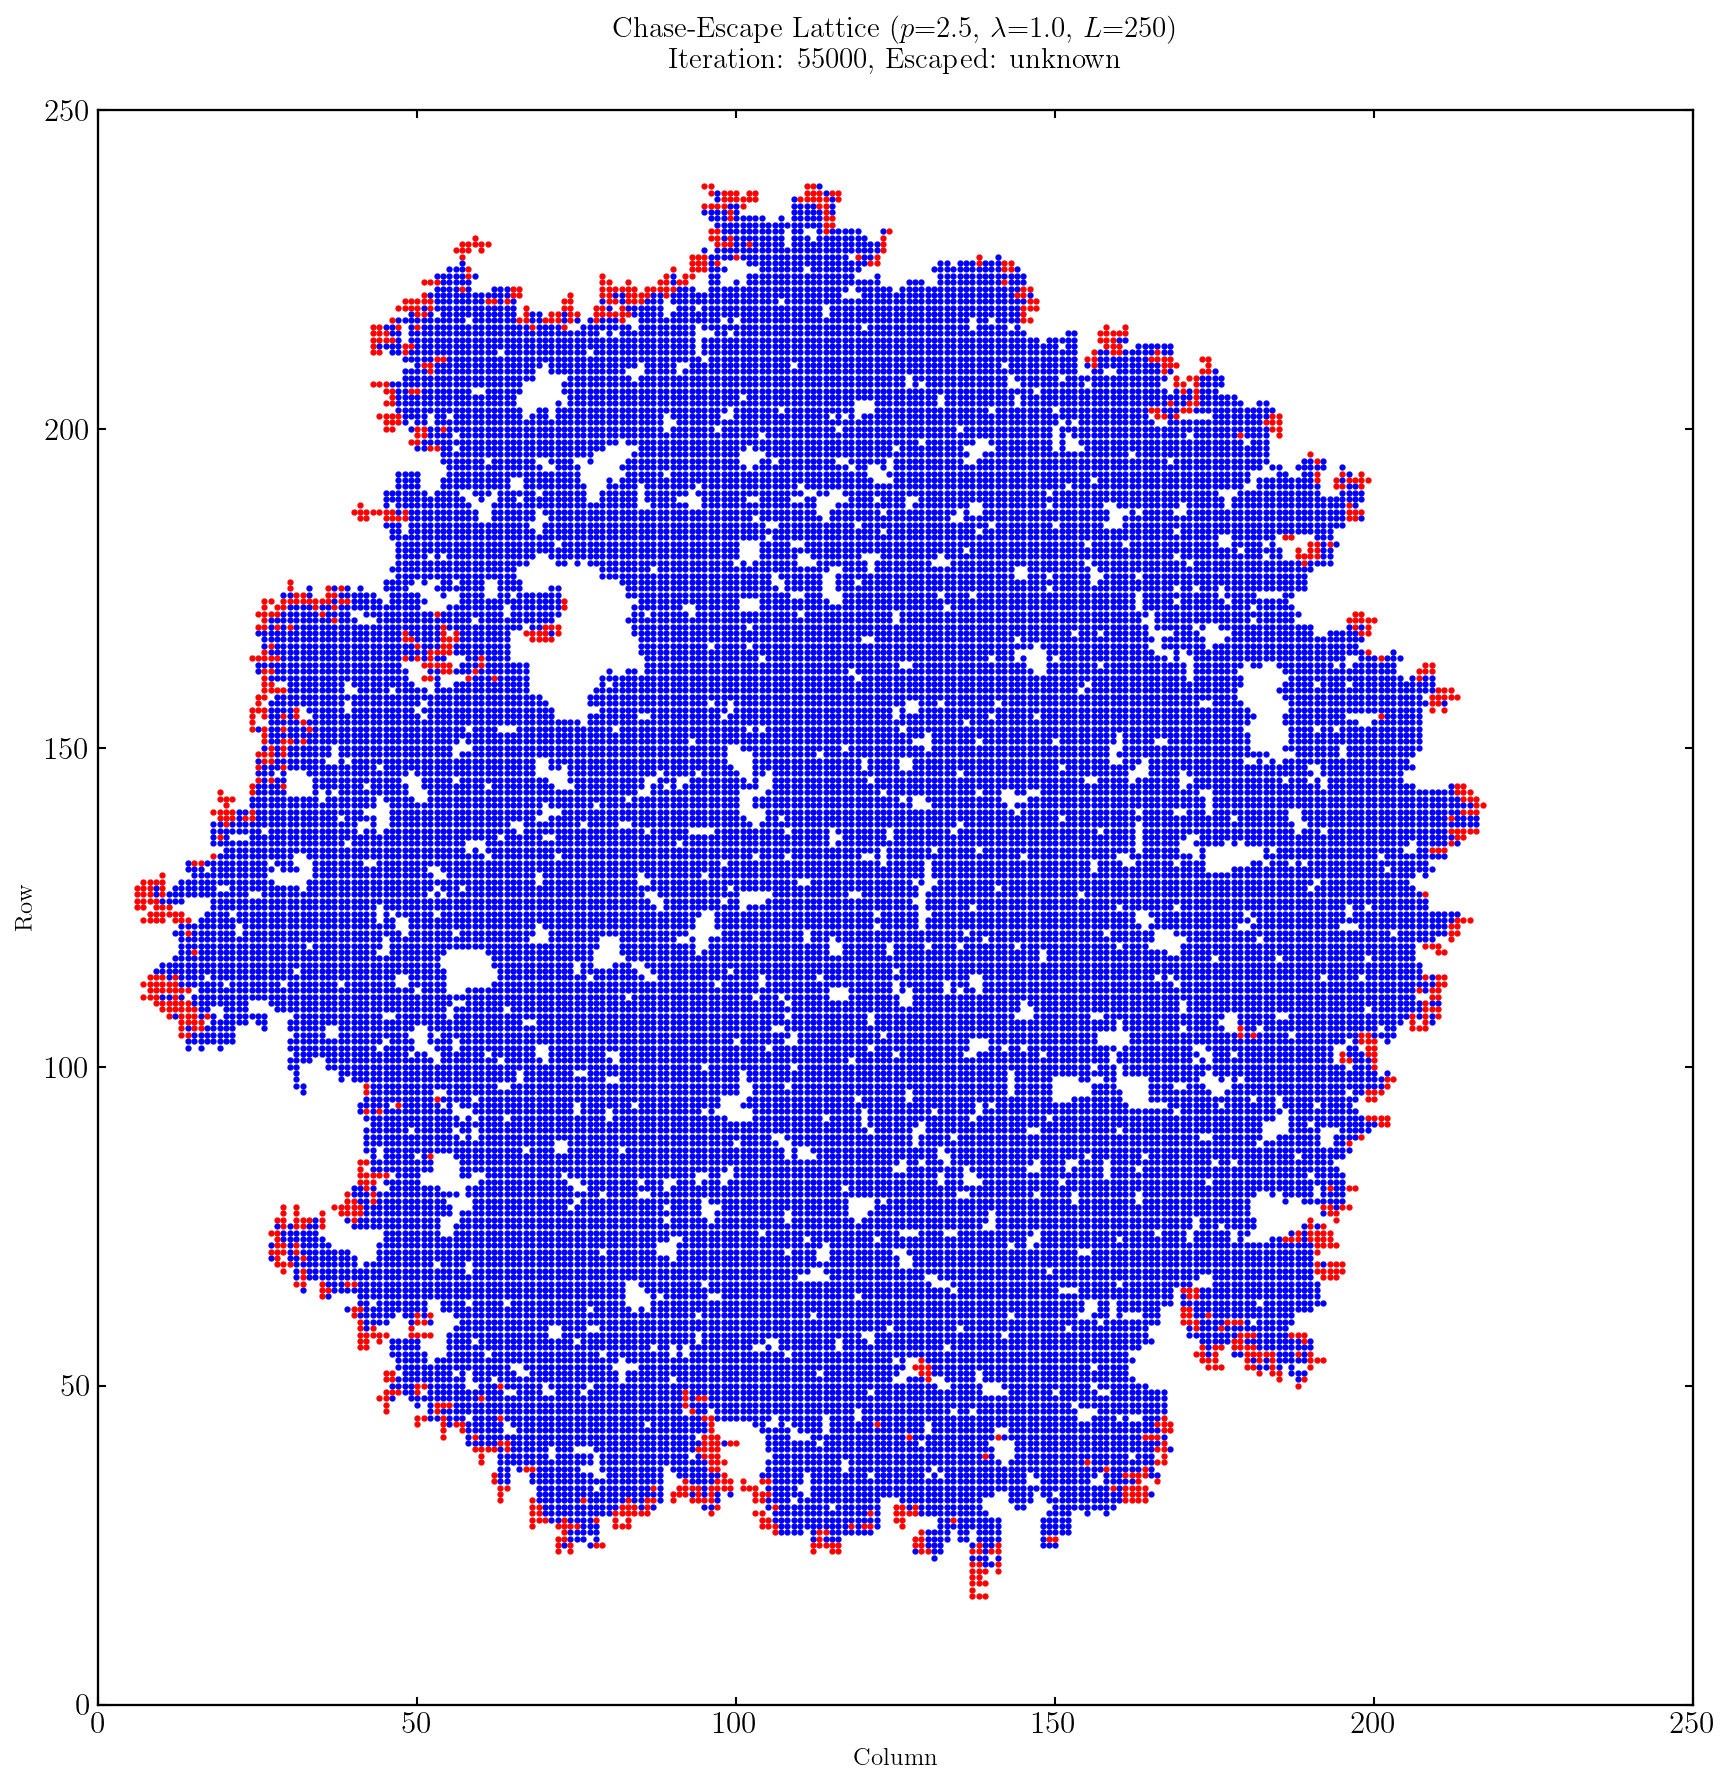 Chase-Escape Lattice (p=2.5, λ=1.0, L=250)
Iteration: 55000, Escaped: unknown
250
200
150
100
50
0
Row
0 50 100 150 200 250
Column